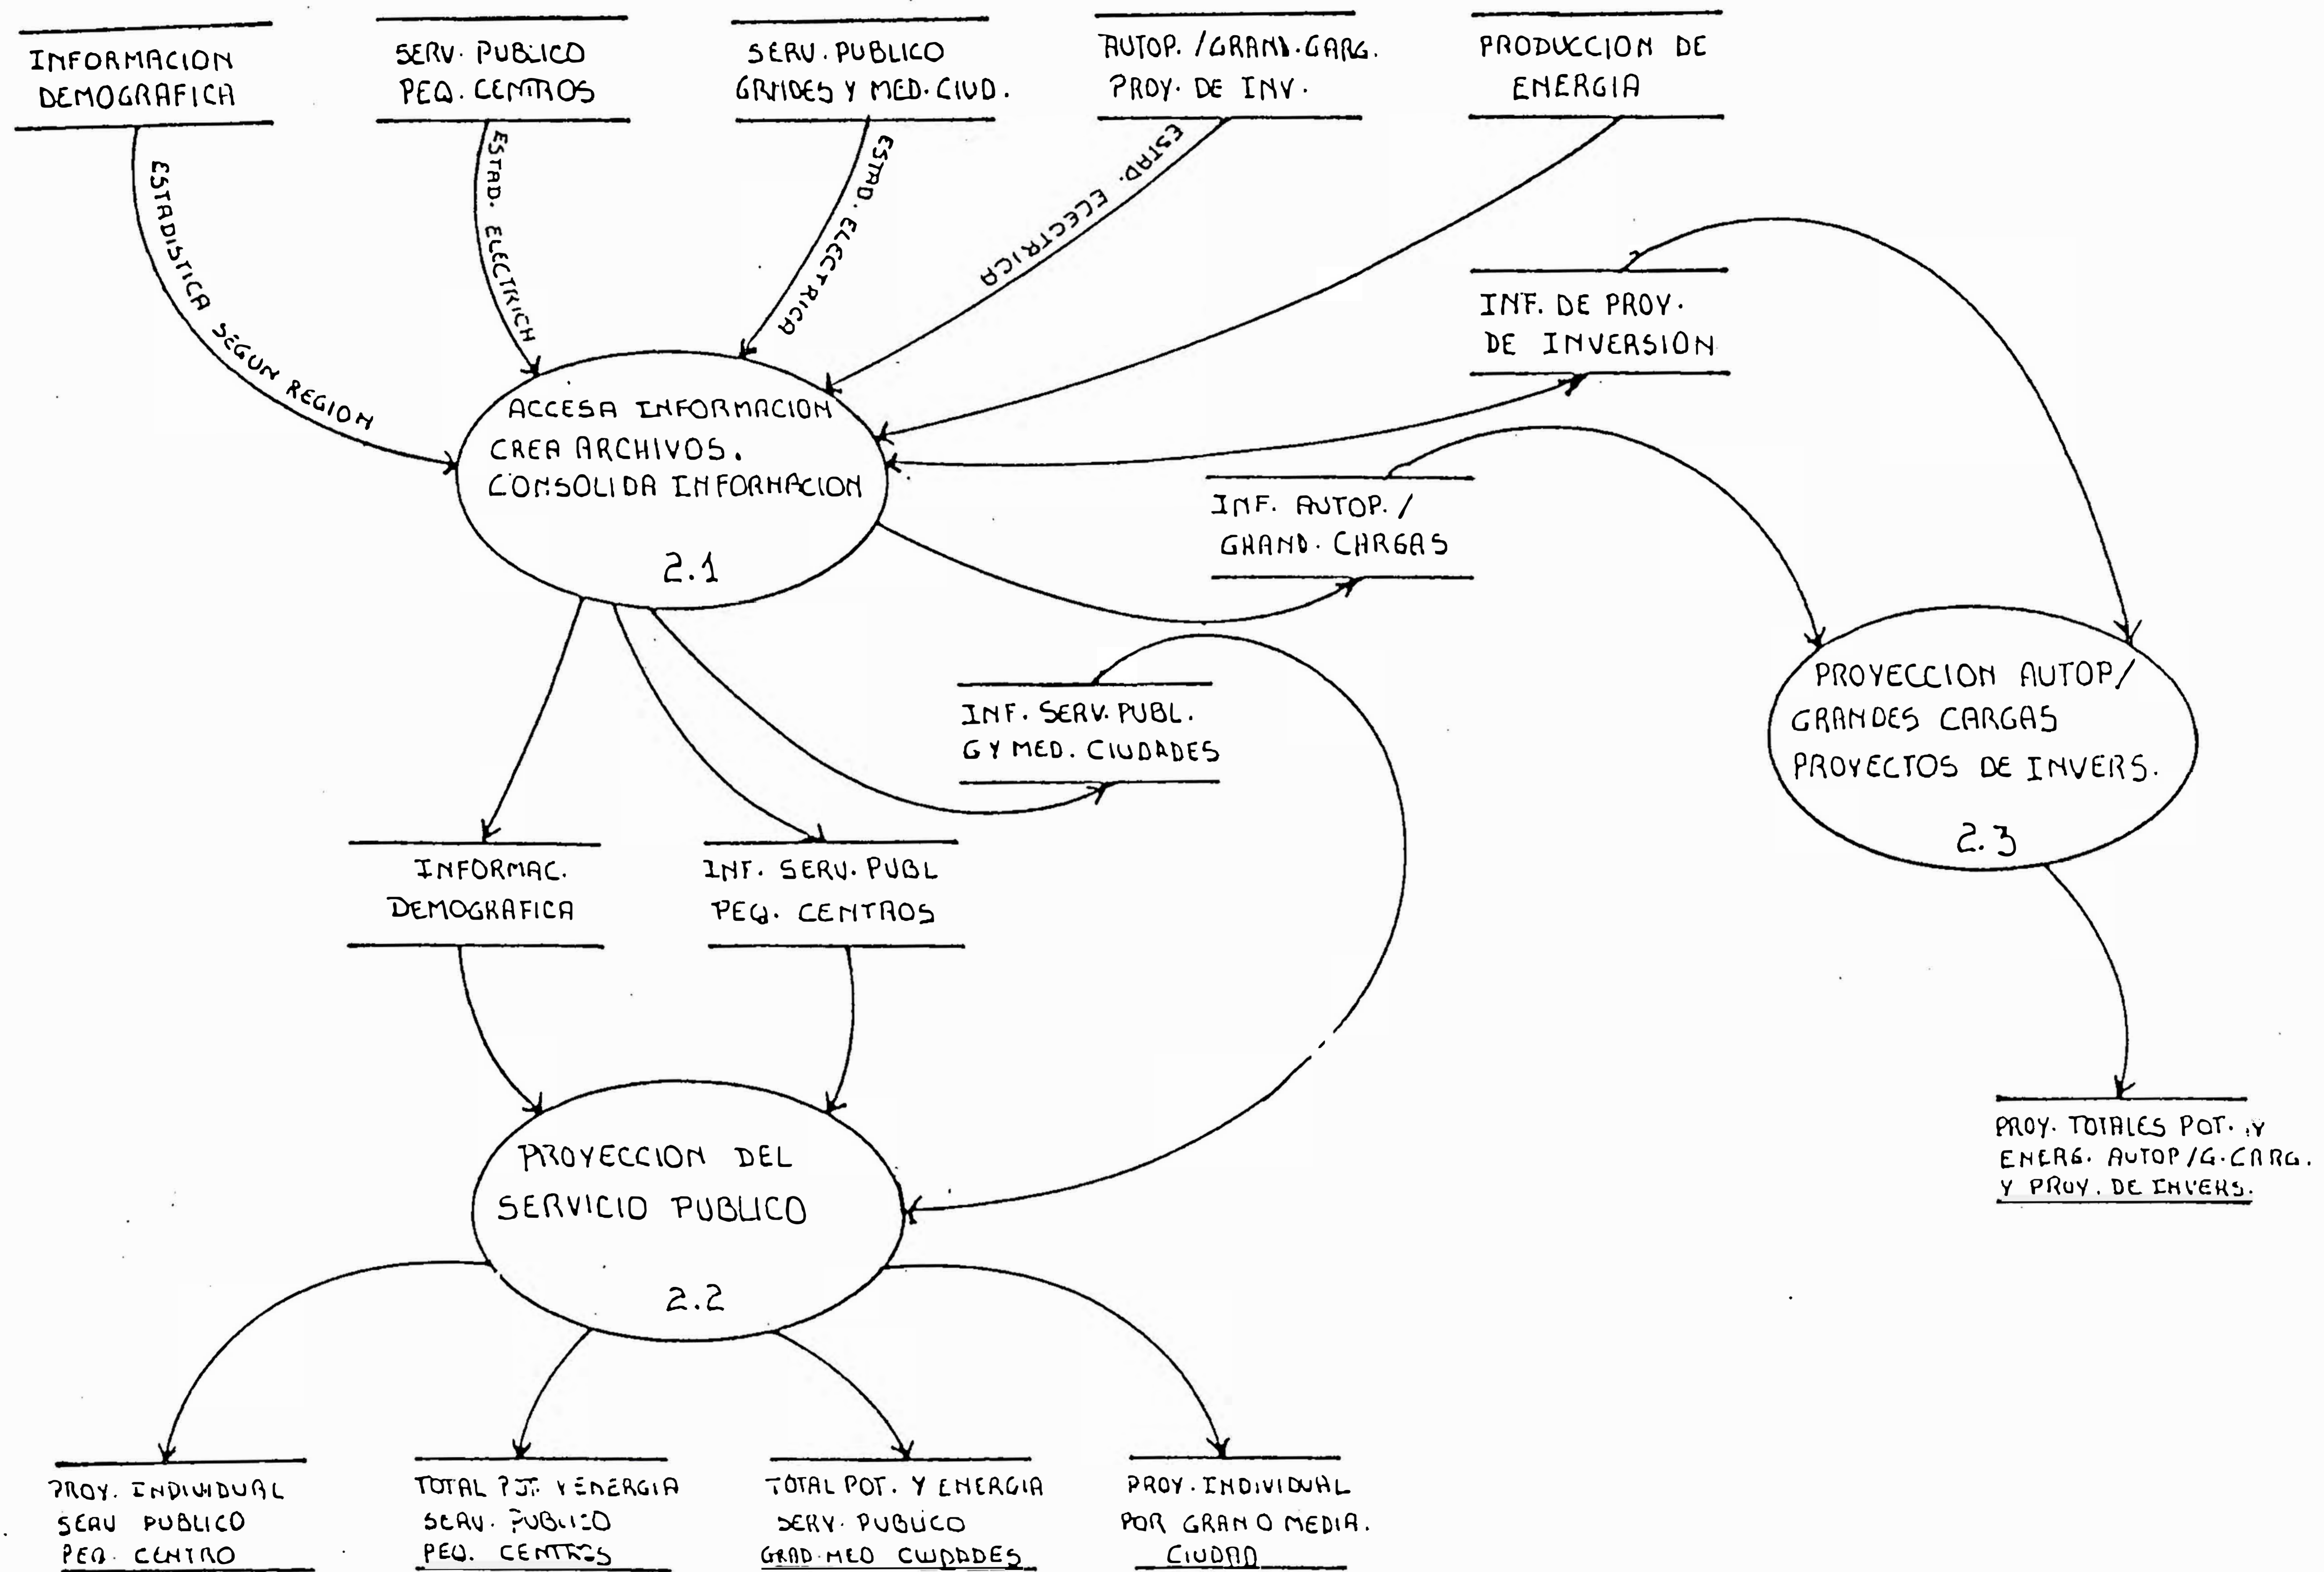 INFORMACION
DEMOGRAFICA
SERV. PUBLICO
PEQ. CENTROS
SERV. PUBLICO
GRANDES Y MED. CIUD.
AUTOP. /GRAND. CARG.
PROY. DE INV.
PRODUCCION DE
ENERGIA
ESTADISTICA SEGUN REGION
ESTAD. ELECTRICA
ESTAD. ELECTRICA
ESTAD. ELECTRICA
INF. DE PROY.
DE INVERSION
ACCESA INFORMACION
CREA ARCHIVOS.
CONSOLIDA INFORMACION
2.1
INF. AUTOP. /
GRAND. CARGAS
INF. SERV. PUBL.
G Y MED. CIUDADES
PROYECCION AUTOP/
GRANDES CARGAS
PROYECTOS DE INVERS.
2.3
INFORMAC.
DEMOGRAFICA
INF. SERV. PUBL
PEQ. CENTROS
PROY. TOTALES POT. Y
ENERG. AUTOP/G.CARG.
Y PROY. DE INVERS.
PROYECCION DEL
SERVICIO PUBLICO
2.2
PROY. INDIVIDUAL
SERV PUBLICO
PEQ. CENTRO
TOTAL POT. Y ENERGIA
SERV. PUBLICO
PEQ. CENTROS
TOTAL POT. Y ENERGIA
SERV. PUBLICO
GRAD. MED CIUDADES
PROY. INDIVIDUAL
POR GRAN O MEDIA.
CIUDAD